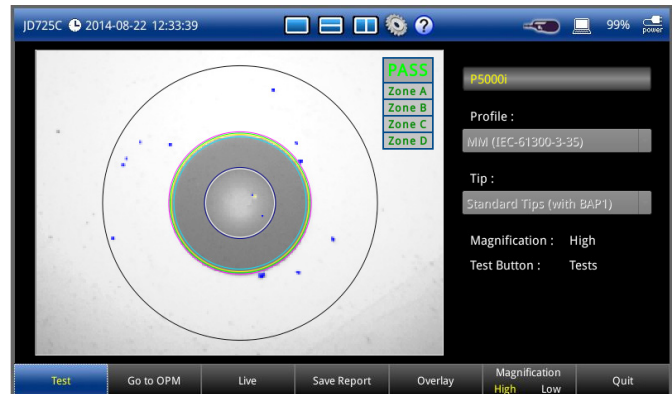 JD725C 2014-08-22 12:33:39
99% power
PASS
Zone A
Zone B
Zone C
Zone D
P5000i
Profile :
MM (IEC-61300-3-35)
Tip :
Standard Tips (with BAP1)
Magnification : High
Test Button : Tests
Test Go to OPM Live Save Report Overlay Magnification High Low Quit